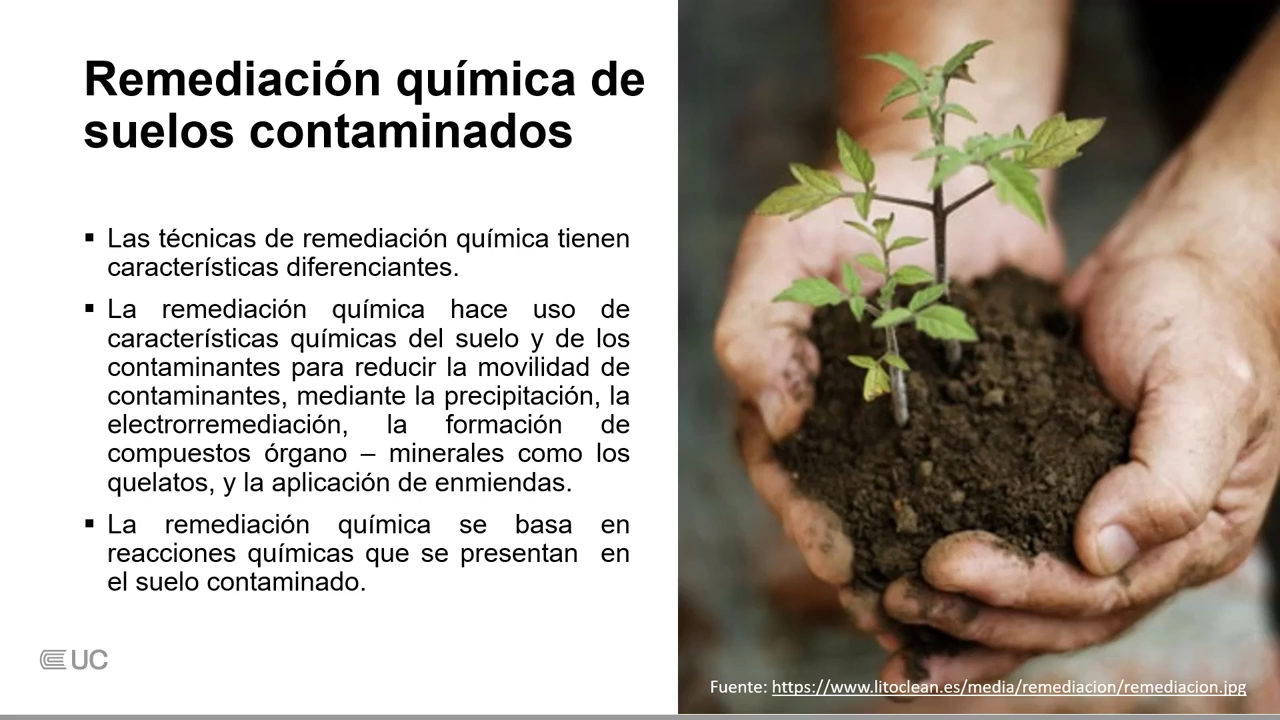 Remediación química de
suelos contaminados
▪ Las técnicas de remediación química tienen
características diferenciantes.
▪ La remediación química hace uso de
características químicas del suelo y de los
contaminantes para reducir la movilidad de
contaminantes, mediante la precipitación, la
electrorremediación, la formación de
compuestos órgano – minerales como los
quelatos, y la aplicación de enmiendas.
▪ La remediación química se basa en
reacciones químicas que se presentan en
el suelo contaminado.
UC
Fuente: https://www.litoclean.es/media/remediacion/remediacion.jpg